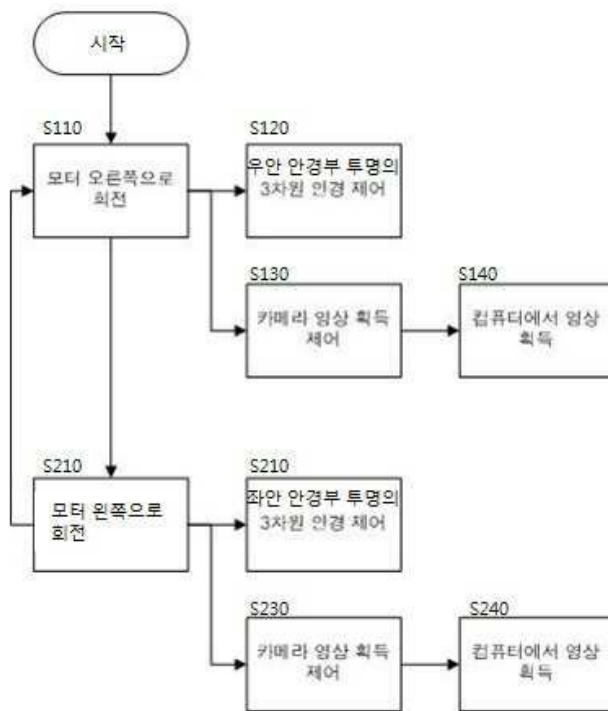 시작
S110
모터 오른쪽으로
회전
S120
우안 안경부 투명의
3차원 안경 제어
S130
카메라 영상 획득
제어
S140
컴퓨터에서 영상
획득
S210
모터 왼쪽으로
회전
S210
좌안 안경부 투명의
3차원 안경 제어
S230
카메라 영상 획득
제어
S240
컴퓨터에서 영상
획득